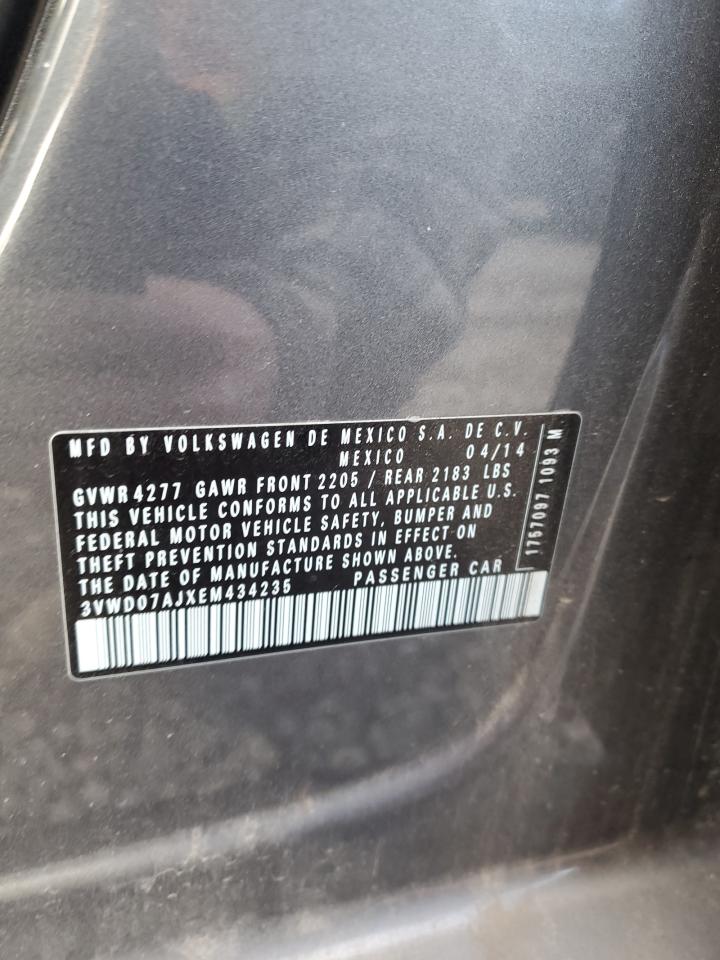 MFD BY VOLKSWAGEN DE MEXICO S.A. DE C.V.
MEXICO 04/14
GVWR 4277 GAWR FRONT 2205 / REAR 2183 LBS
THIS VEHICLE CONFORMS TO ALL APPLICABLE U.S.
FEDERAL MOTOR VEHICLE SAFETY, BUMPER AND
THEFT PREVENTION STANDARDS IN EFFECT ON
THE DATE OF MANUFACTURE SHOWN ABOVE.
3VWD07AJXEM434235 PASSENGER CAR
1757097 1093 M